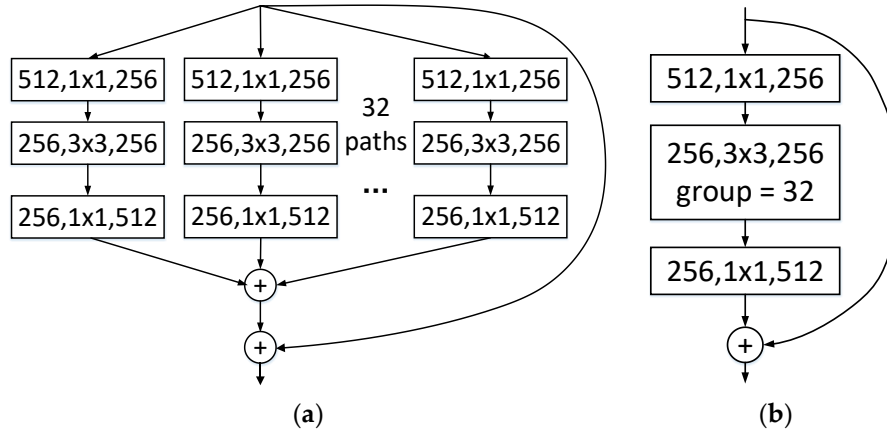 512,1x1,256
512,1x1,256
32
paths
...
512,1x1,256
256,3x3,256
256,3x3,256
256,3x3,256
256,1x1,512
256,1x1,512
256,1x1,512
+
+
(a)
512,1x1,256
256,3x3,256
group = 32
256,1x1,512
+
(b)